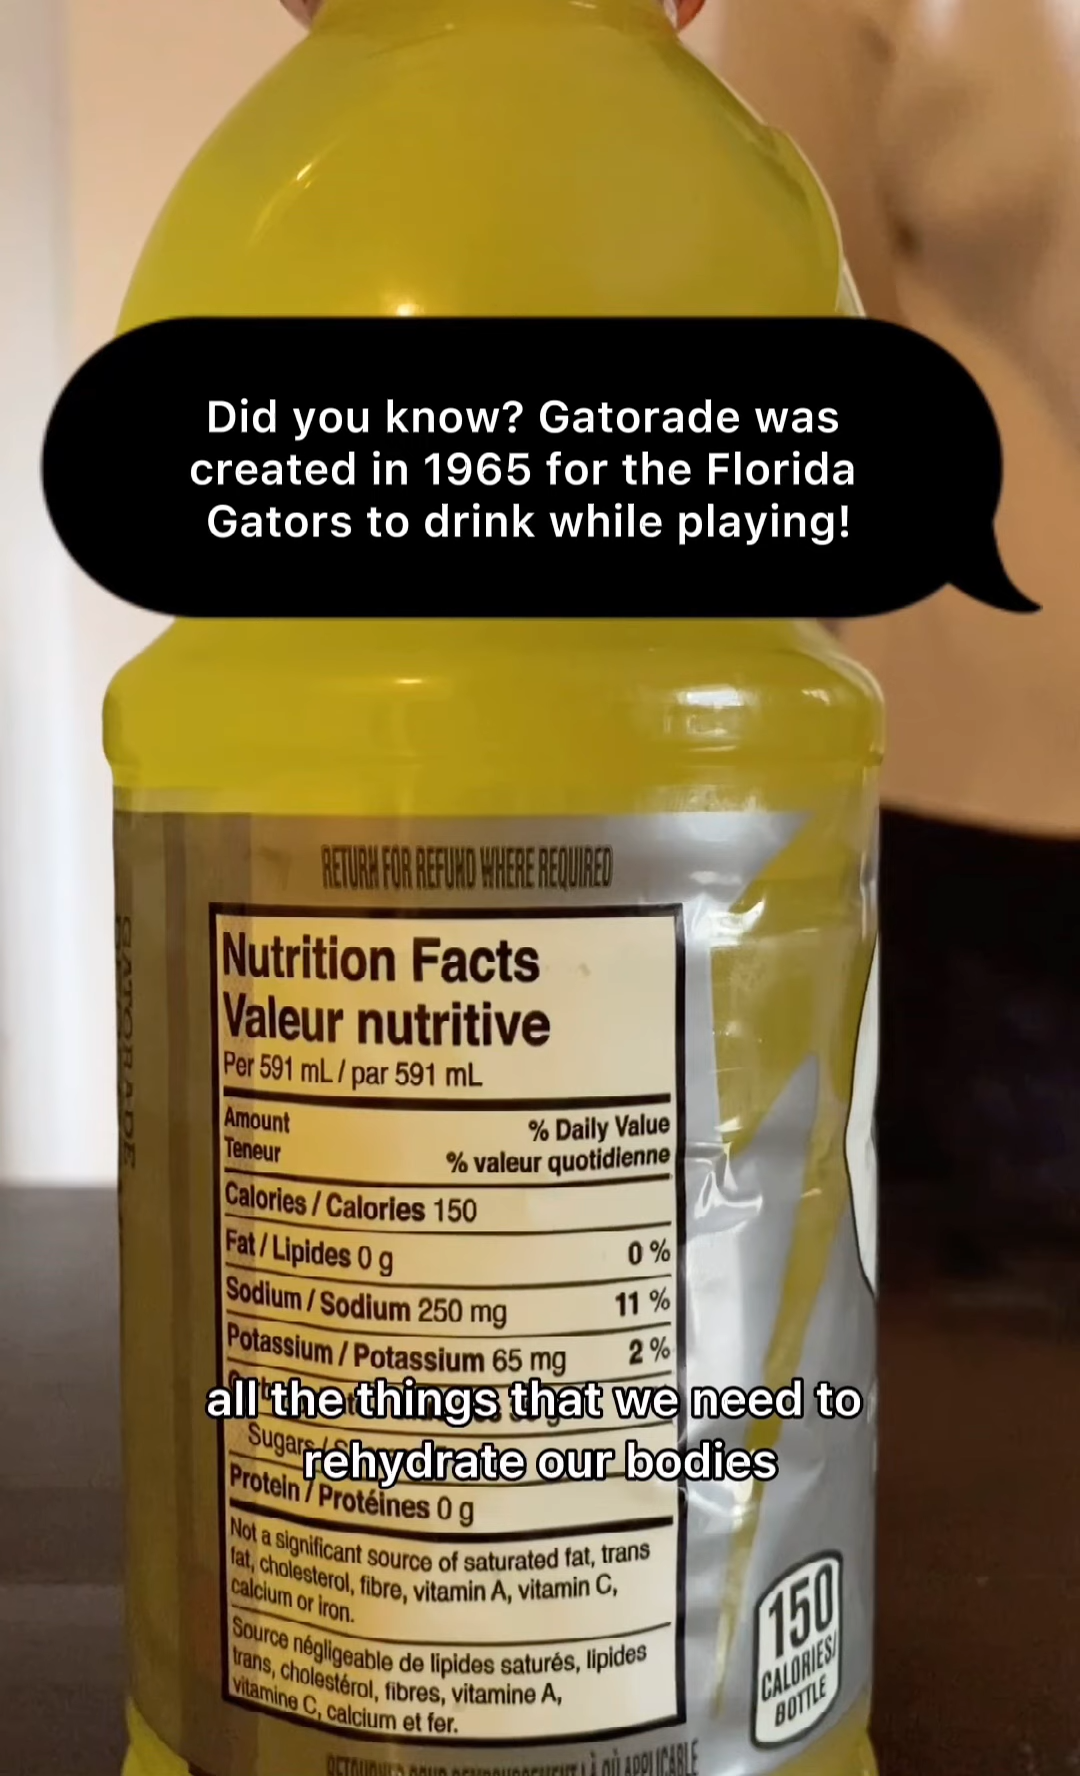 Did you know? Gatorade was
created in 1965 for the Florida
Gators to drink while playing!
RETURN FOR REFUND WHERE REQUIRED
GATORADE
Nutrition Facts
Valeur nutritive
Per 591 mL / par 591 mL
Amount
Teneur
% Daily Value
% valeur quotidienne
Calories / Calories 150
Fat / Lipides 0 g 0 %
Sodium / Sodium 250 mg 11 %
Potassium / Potassium 65 mg 2 %
all the things that we need to
Sugars /
rehydrate our bodies
Protein / Protéines 0 g
Not a significant source of saturated fat, trans
fat, cholesterol, fibre, vitamin A, vitamin C,
calcium or iron.
Source négligeable de lipides saturés, lipides
trans, cholestérol, fibres, vitamine A,
vitamine C, calcium et fer.
150
CALORIES/
BOTTLE
LÀ OÙ APPLICABLE